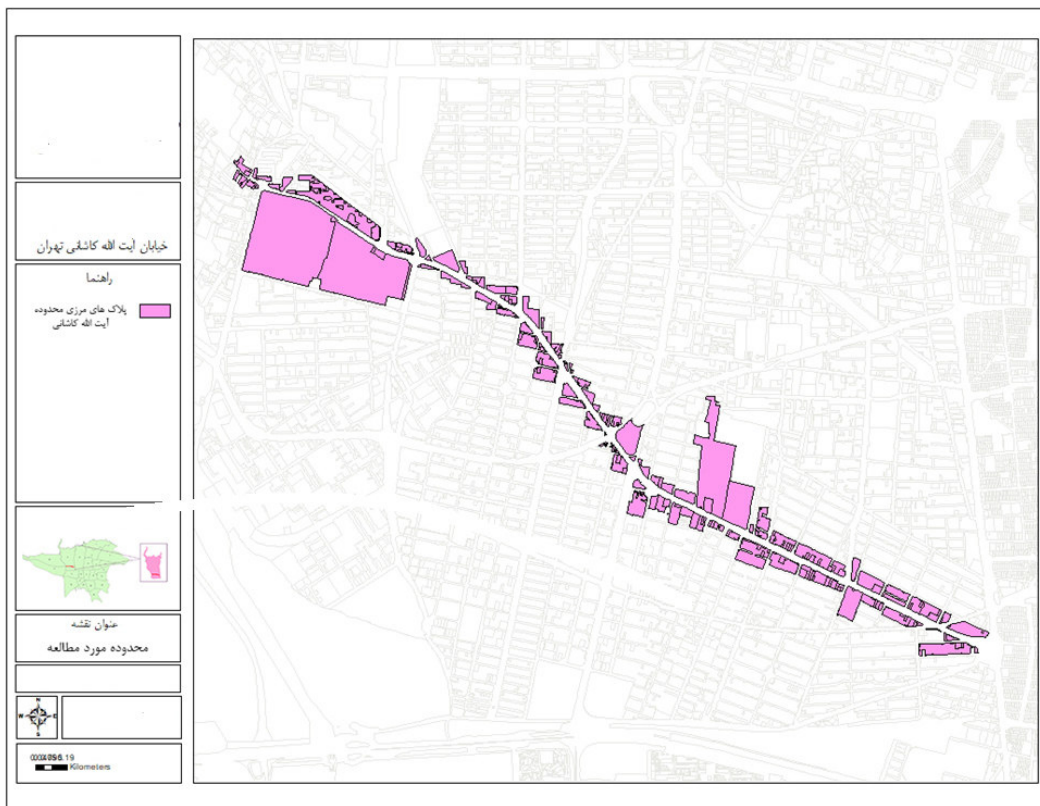 خیابان آیت الله کاشانی تهران
راهنما
پلاک های مرزی محدوده
آیت الله کاشانی
عنوان نقشه
محدوده مورد مطالعه
N
W E
S
Kilometers